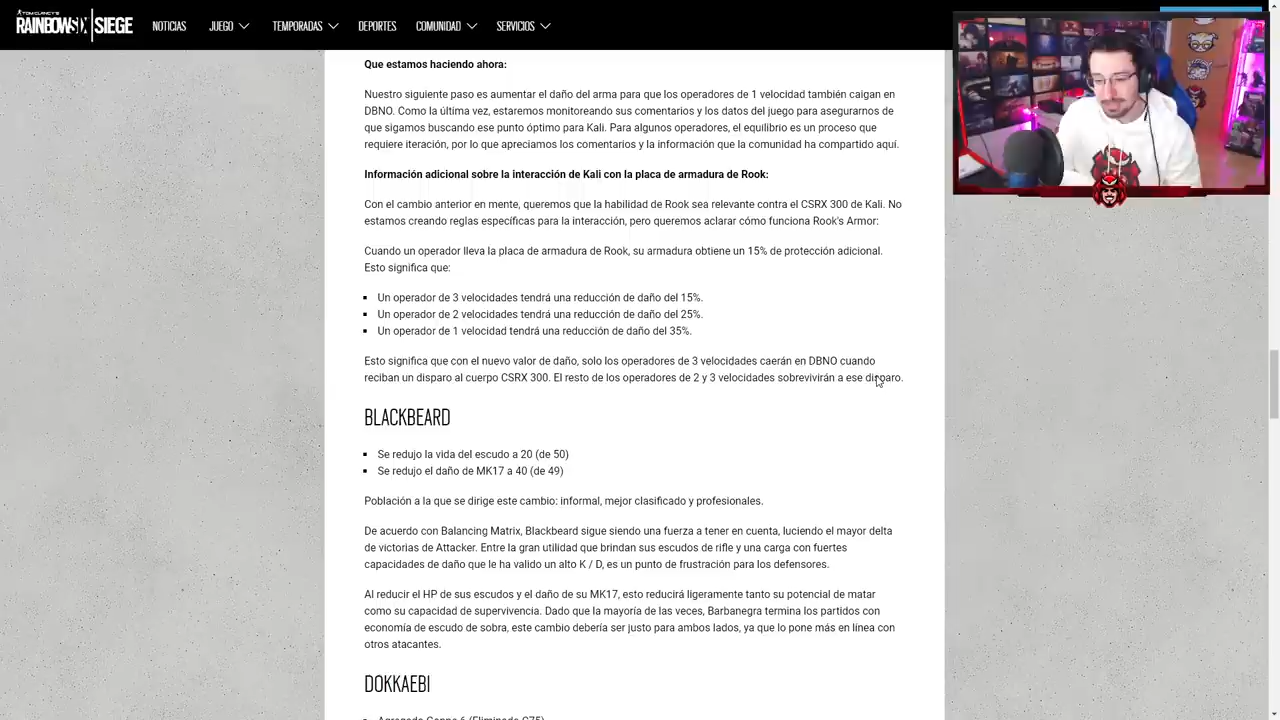 TOM CLANCY'S
RAINBOW SIX SIEGE
NOTICIAS JUEGO TEMPORADAS DEPORTES COMUNIDAD SERVICIOS
Que estamos haciendo ahora:
Nuestro siguiente paso es aumentar el daño del arma para que los operadores de 1 velocidad también caigan en
DBNO. Como la última vez, estaremos monitoreando sus comentarios y los datos del juego para asegurarnos de
que sigamos buscando ese punto óptimo para Kali. Para algunos operadores, el equilibrio es un proceso que
requiere iteración, por lo que apreciamos los comentarios y la información que la comunidad ha compartido aquí.
Información adicional sobre la interacción de Kali con la placa de armadura de Rook:
Con el cambio anterior en mente, queremos que la habilidad de Rook sea relevante contra el CSRX 300 de Kali. No
estamos creando reglas específicas para la interacción, pero queremos aclarar cómo funciona Rook's Armor:
Cuando un operador lleva la placa de armadura de Rook, su armadura obtiene un 15% de protección adicional.
Esto significa que:
▪ Un operador de 3 velocidades tendrá una reducción de daño del 15%.
▪ Un operador de 2 velocidades tendrá una reducción de daño del 25%.
▪ Un operador de 1 velocidad tendrá una reducción de daño del 35%.
Esto significa que con el nuevo valor de daño, solo los operadores de 3 velocidades caerán en DBNO cuando
reciban un disparo al cuerpo CSRX 300. El resto de los operadores de 2 y 3 velocidades sobrevivirán a ese disparo.
BLACKBEARD
▪ Se redujo la vida del escudo a 20 (de 50)
▪ Se redujo el daño de MK17 a 40 (de 49)
Población a la que se dirige este cambio: informal, mejor clasificado y profesionales.
De acuerdo con Balancing Matrix, Blackbeard sigue siendo una fuerza a tener en cuenta, luciendo el mayor delta
de victorias de Attacker. Entre la gran utilidad que brindan sus escudos de rifle y una carga con fuertes
capacidades de daño que le ha valido un alto K / D, es un punto de frustración para los defensores.
Al reducir el HP de sus escudos y el daño de su MK17, esto reducirá ligeramente tanto su potencial de matar
como su capacidad de supervivencia. Dado que la mayoría de las veces, Barbanegra termina los partidos con
economía de escudo de sobra, este cambio debería ser justo para ambos lados, ya que lo pone más en línea con
otros atacantes.
DOKKAEBI
▪ Agregado Gonne 6 (Eliminado C75)